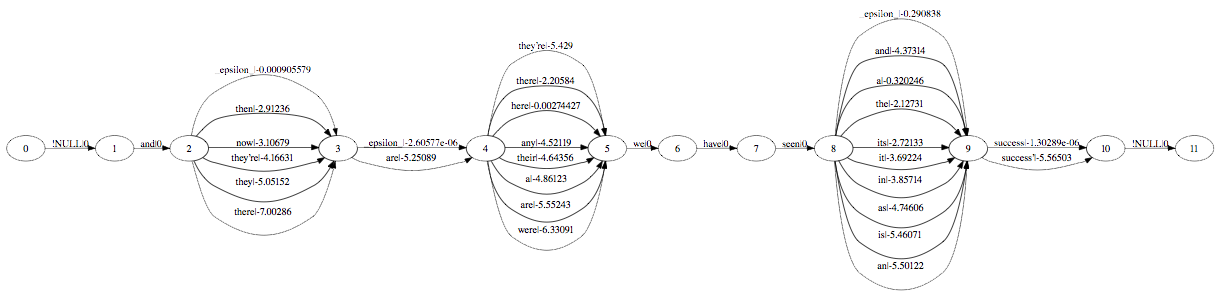 0
!NULL|0
1
and|0
2
_epsilon_|-0.000905579
then|-2.91236
now|-3.10679
they're|-4.16631
they|-5.05152
there|-7.00286
3
_epsilon_|-2.60577e-06
are|-5.25089
4
they're|-5.429
there|-2.20584
here|-0.00274427
any|-4.52119
their|-4.64356
a|-4.86123
are|-5.55243
were|-6.33091
5
we|0
6
have|0
7
seen|0
8
_epsilon_|-0.290838
and|-4.37314
a|-0.320246
the|-2.12731
its|-2.72133
it|-3.69224
in|-3.85714
as|-4.74606
is|-5.46071
an|-5.50122
9
success|-1.30289e-06
success'|-5.56503
10
!NULL|0
11